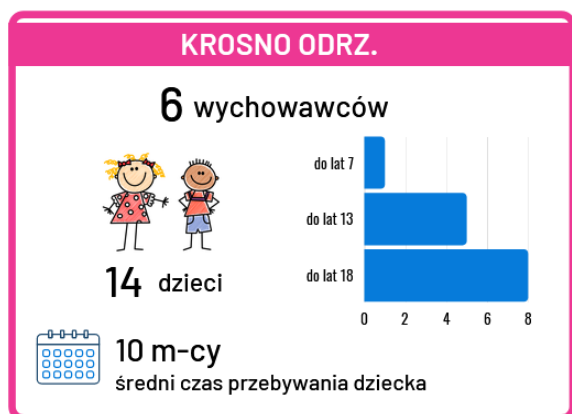 KROSNO ODRZ.
6 wychowawców
14 dzieci
do lat 7
do lat 13
do lat 18
0 2 4 6 8
10 m-cy
średni czas przebywania dziecka